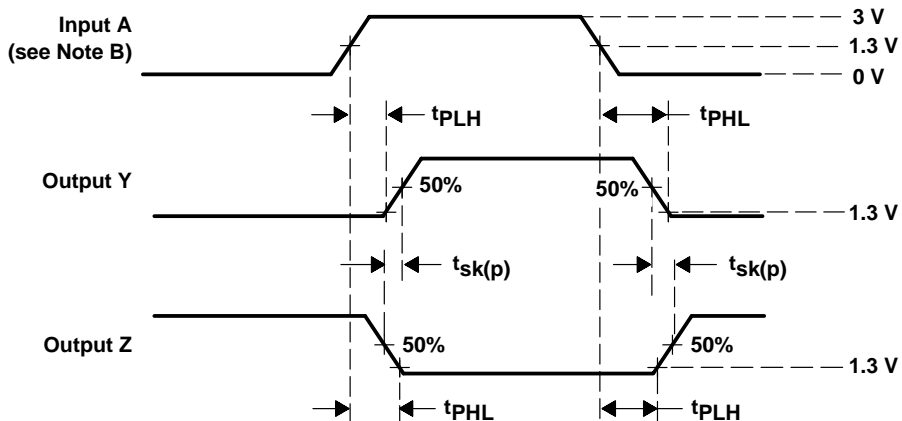 Input A
(see Note B)
3 V
1.3 V
0 V
tPLH
tPHL
Output Y
50%
50%
1.3 V
tsk(p)
tsk(p)
Output Z
50%
50%
1.3 V
tPHL
tPLH